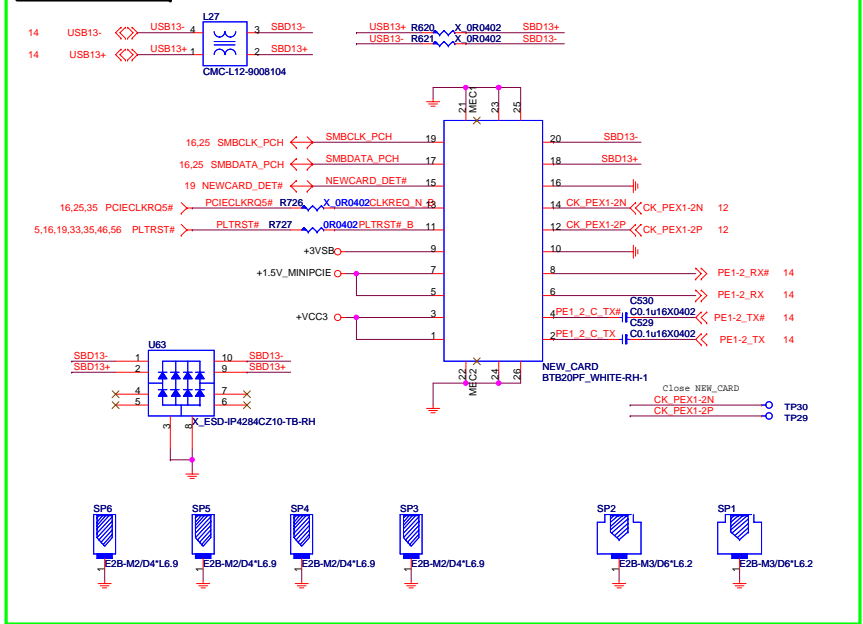 L27
14 USB13- USB13- 4 3 SBD13-
14 USB13+ USB13+ 1 2 SBD13+
CMC-L12-9008104
USB13+ R620 X_0R0402 SBD13+
USB13- R621 X_0R0402 SBD13-
21 MEC1 23 25
16,25 SMBCLK_PCH SMBCLK_PCH 19
16,25 SMBDATA_PCH SMBDATA_PCH 17
19 NEWCARD_DET# NEWCARD_DET# 15
16,25,35 PCIECLKRQ5# PCIECLKRQ5# R726 X_0R0402 CLKREQ_N_B 13
5,16,19,33,35,46,56 PLTRST# PLTRST# R727 0R0402 PLTRST#_B 11
+3VSB 9
+1.5V_MINIPCIE 7
5
+VCC3 3
1
20 SBD13-
18 SBD13+
16
14 CK_PEX1-2N CK_PEX1-2N 12
12 CK_PEX1-2P CK_PEX1-2P 12
10
8 PE1-2_RX# 14
6 PE1-2_RX 14
C530
4 PE1_2_C_TX# C0.1u16X0402 PE1-2_TX# 14
C529
2 PE1_2_C_TX C0.1u16X0402 PE1-2_TX 14
22 MEC2 24 26
NEW_CARD
BTB20PF_WHITE-RH-1
Close NEW_CARD
CK_PEX1-2N TP30
CK_PEX1-2P TP29
U63
SBD13- 1 10 SBD13-
SBD13+ 2 9 SBD13+
4 7
5 6
3 8
X_ESD-IP4284CZ10-TB-RH
SP6 SP5 SP4 SP3 SP2 SP1
E2B-M2/D4*L6.9 E2B-M2/D4*L6.9 E2B-M2/D4*L6.9 E2B-M2/D4*L6.9 E2B-M3/D6*L6.2 E2B-M3/D6*L6.2
1 1 1 1 1 1